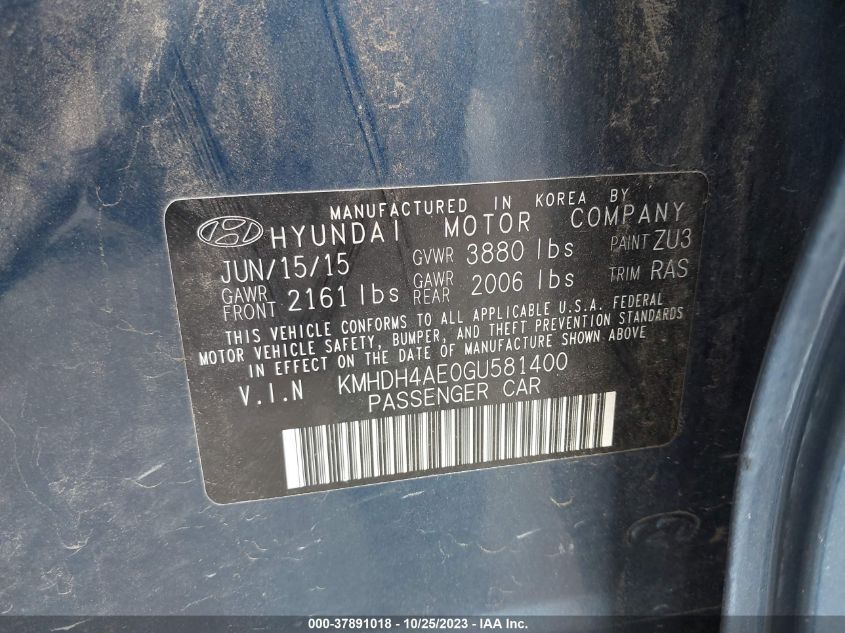 MANUFACTURED IN KOREA BY
HYUNDAI MOTOR COMPANY
JUN/15/15 GVWR 3880 lbs PAINT ZU3
GAWR FRONT 2161 lbs GAWR REAR 2006 lbs TRIM RAS
THIS VEHICLE CONFORMS TO ALL APPLICABLE U.S.A. FEDERAL
MOTOR VEHICLE SAFETY, BUMPER, AND THEFT PREVENTION STANDARDS
IN EFFECT ON THE DATE OF MANUFACTURE SHOWN ABOVE
V.I.N KMHDH4AE0GU581400
PASSENGER CAR
000-37891018 - 10/25/2023 - IAA Inc.